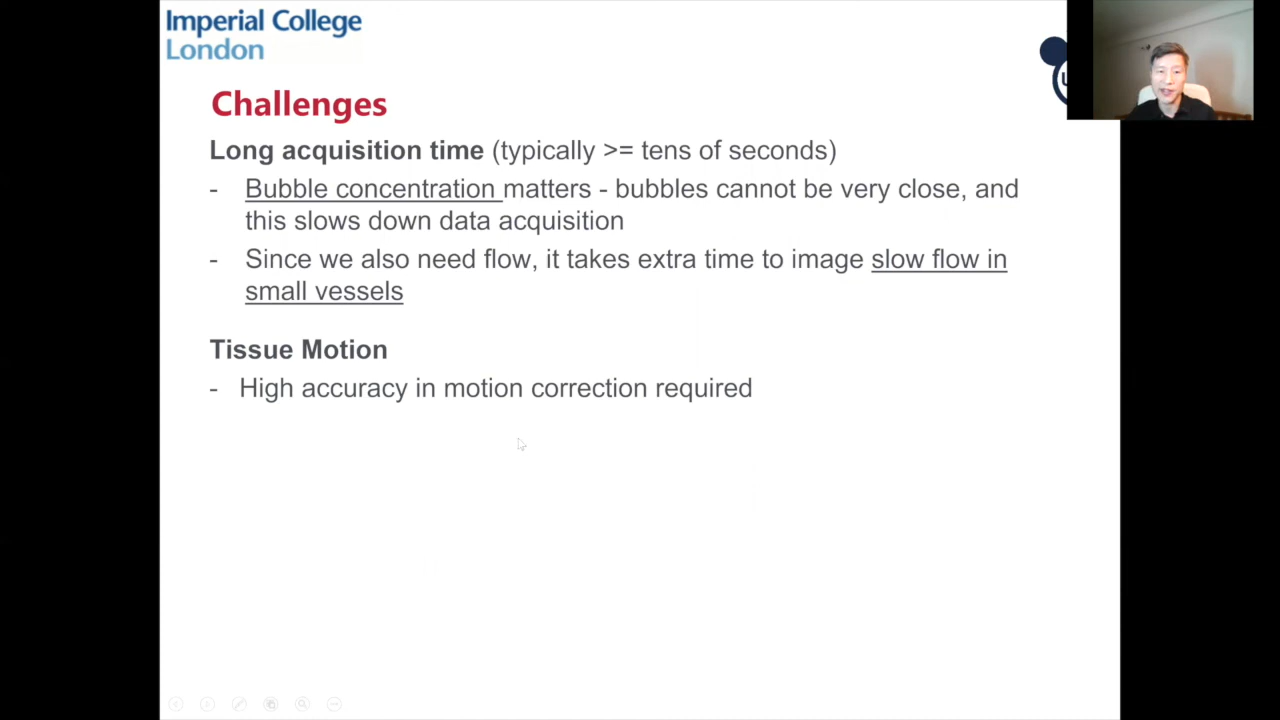 Imperial College
London
Challenges
Long acquisition time (typically >= tens of seconds)
- Bubble concentration matters - bubbles cannot be very close, and
this slows down data acquisition
- Since we also need flow, it takes extra time to image slow flow in
small vessels
Tissue Motion
- High accuracy in motion correction required